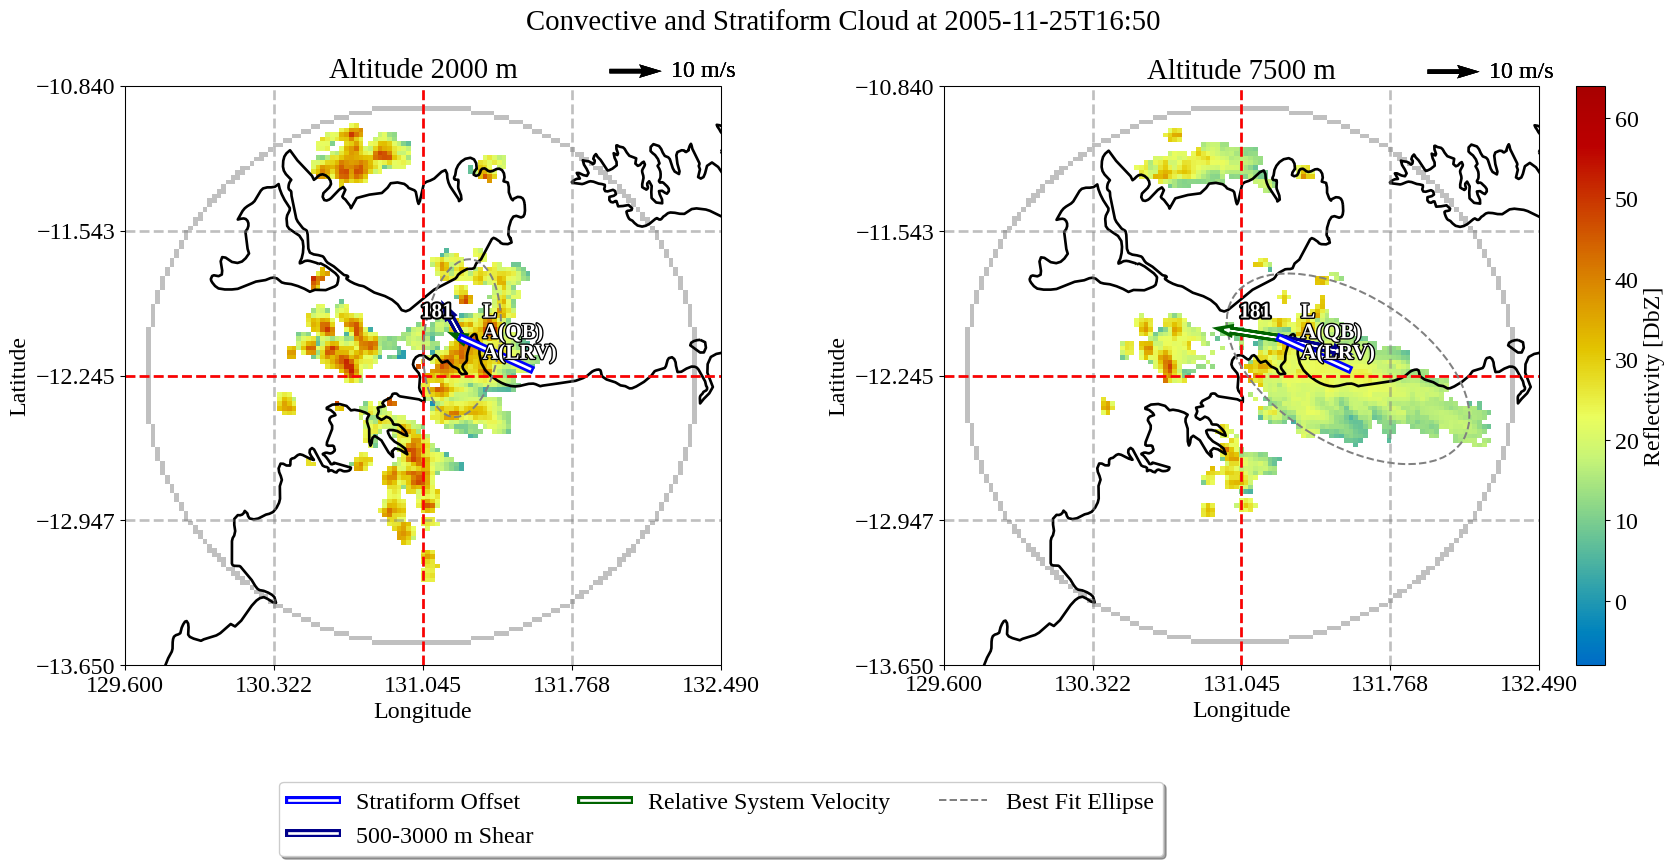 Convective and Stratiform Cloud at 2005-11-25T16:50
Altitude 2000 m
10 m/s
Altitude 7500 m
10 m/s
−10.840
−11.543
−12.245
−12.947
−13.650
Latitude
129.600
130.322
131.045
131.768
132.490
Longitude
181
L
A(QB)
A(LRV)
−10.840
−11.543
−12.245
−12.947
−13.650
Latitude
129.600
130.322
131.045
131.768
132.490
Longitude
181
L
A(QB)
A(LRV)
60
50
40
30
20
10
0
Reflectivity [DbZ]
Stratiform Offset
500-3000 m Shear
Relative System Velocity
Best Fit Ellipse